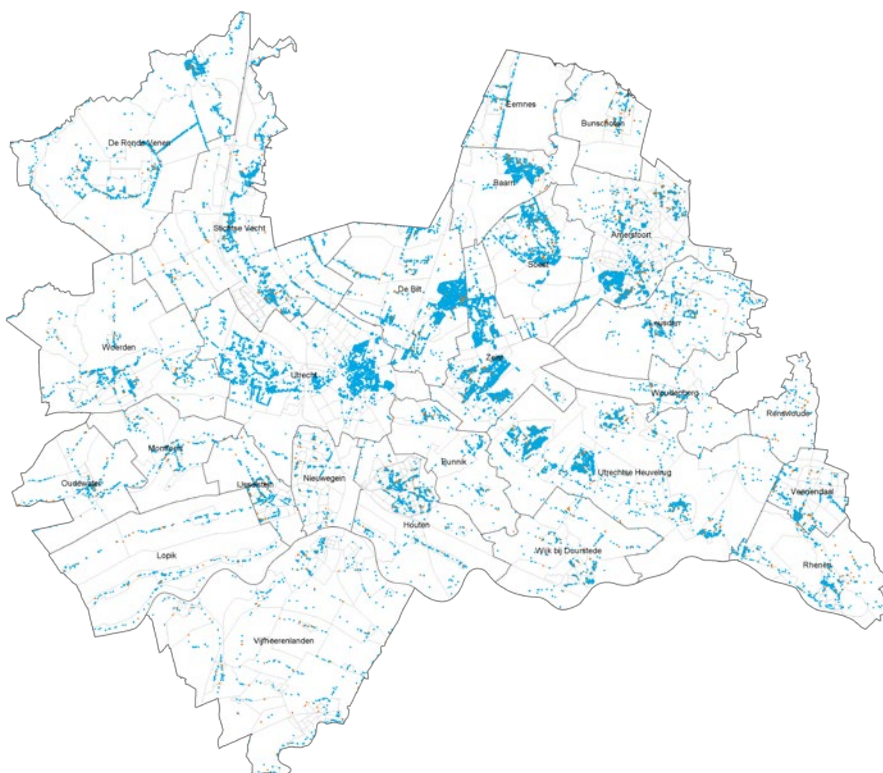 Eemnes
Bunschoten
De Ronde Venen
Baarn
Stichtse Vecht
Amersfoort
Soest
De Bilt
Leusden
Woerden
Zeist
Utrecht
Woudenberg
Renswoude
Montfoort
Bunnik
Utrechtse Heuvelrug
Oudewater
IJsselstein
Nieuwegein
Veenendaal
Houten
Lopik
Wijk bij Duurstede
Rhenen
Vijfheerenlanden